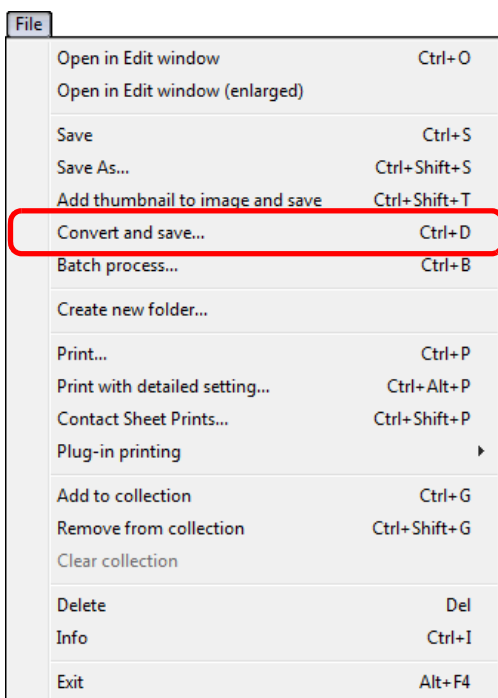 File
Open in Edit window Ctrl+O
Open in Edit window (enlarged)
Save Ctrl+S
Save As... Ctrl+Shift+S
Add thumbnail to image and save Ctrl+Shift+T
Convert and save... Ctrl+D
Batch process... Ctrl+B
Create new folder...
Print... Ctrl+P
Print with detailed setting... Ctrl+Alt+P
Contact Sheet Prints... Ctrl+Shift+P
Plug-in printing
Add to collection Ctrl+G
Remove from collection Ctrl+Shift+G
Clear collection
Delete Del
Info Ctrl+I
Exit Alt+F4